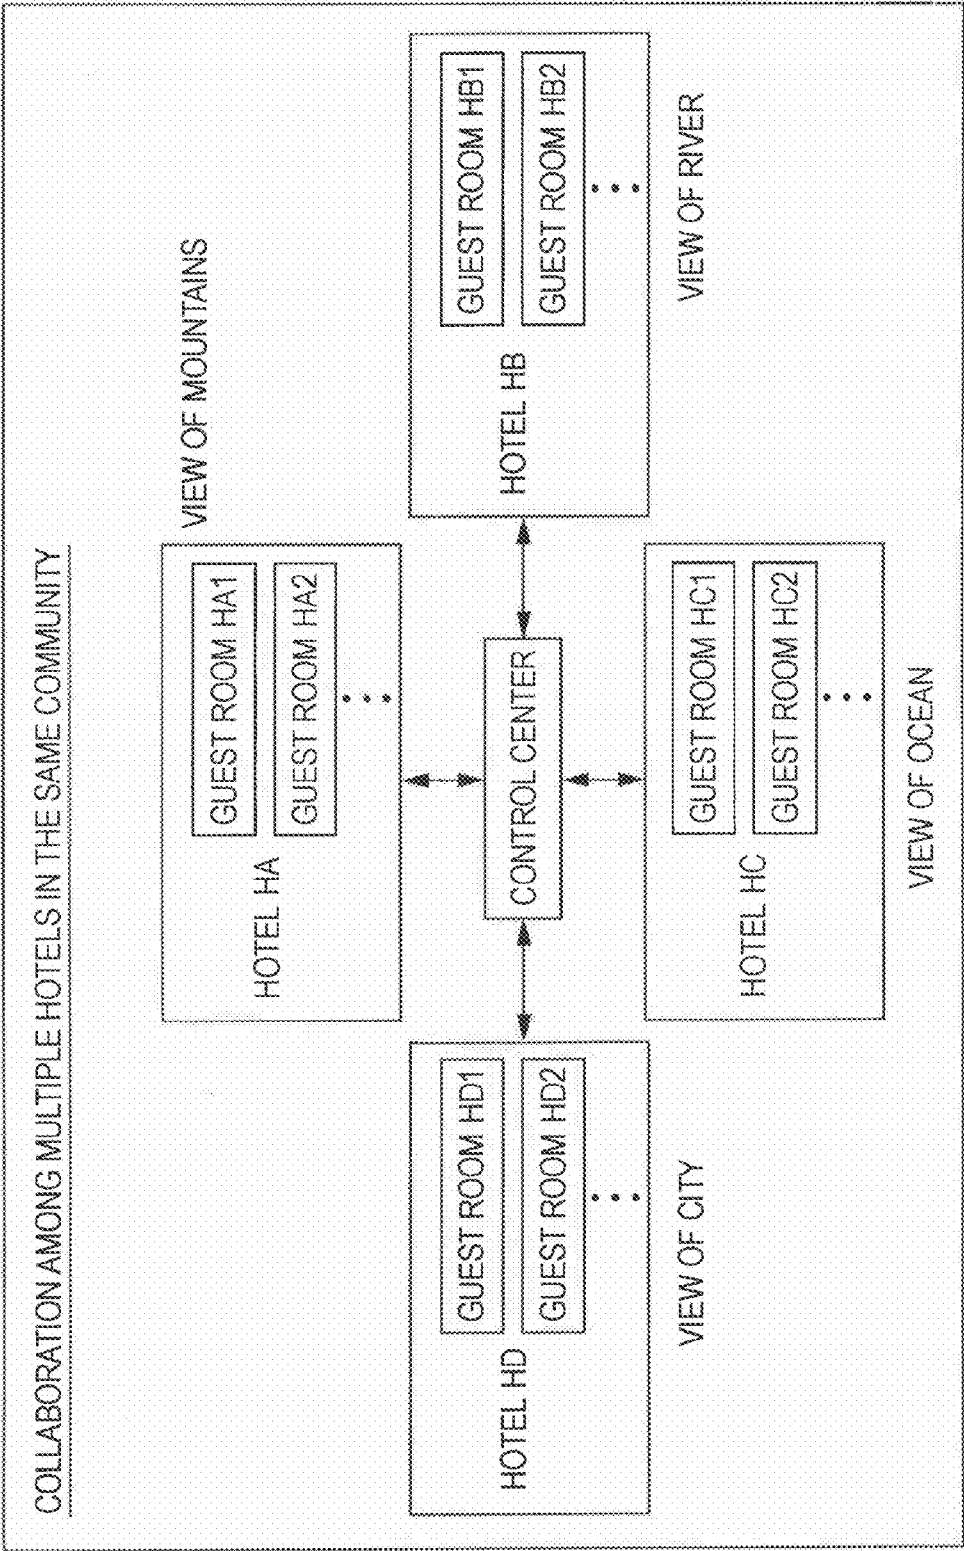 COLLABORATION AMONG MULTIPLE HOTELS IN THE SAME COMMUNITY
VIEW OF MOUNTAINS
HOTEL HA
GUEST ROOM HA1
GUEST ROOM HA2
HOTEL HD
GUEST ROOM HD1
GUEST ROOM HD2
VIEW OF CITY
CONTROL CENTER
HOTEL HB
GUEST ROOM HB1
GUEST ROOM HB2
VIEW OF RIVER
HOTEL HC
GUEST ROOM HC1
GUEST ROOM HC2
VIEW OF OCEAN